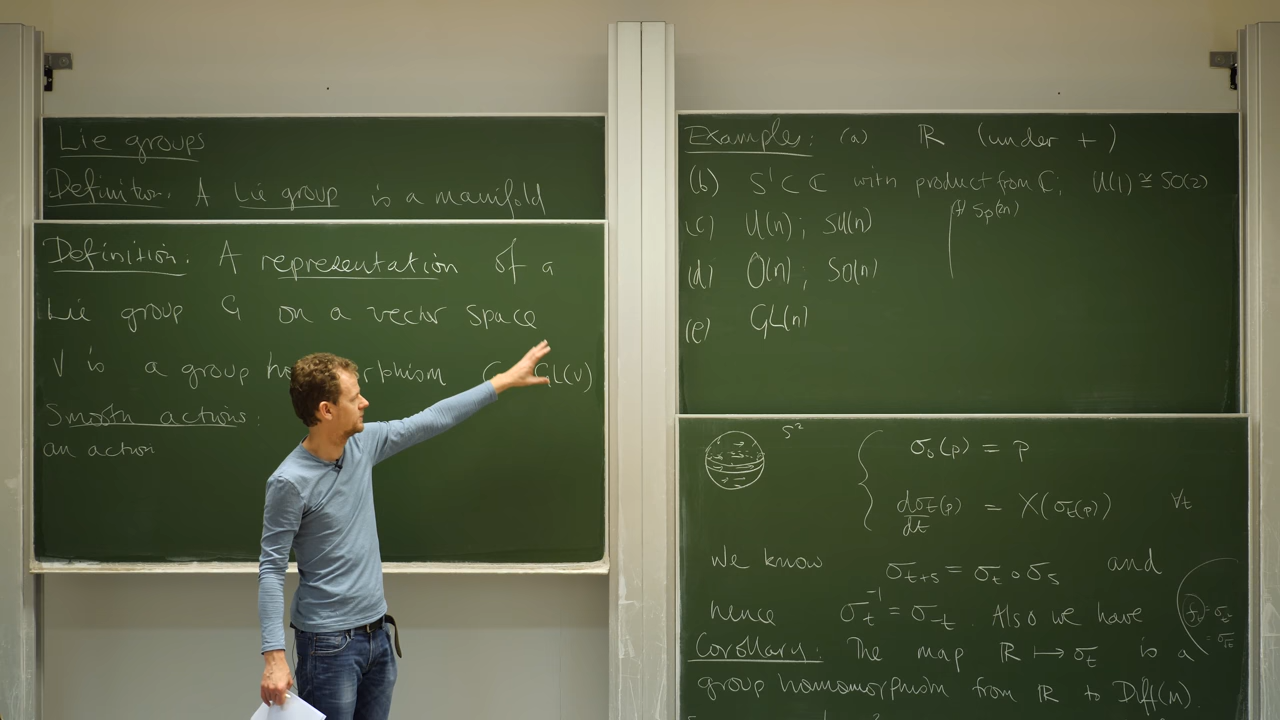 Lie groups
Definition: A Lie group is a manifold
Definition: A representation of a
Lie group G on a vector space
V is a group GL(V)
Smooth actions:
an action
Examples: (a) ℝ (under +)
(b) S¹ ⊂ ℂ with product from ℂ; U(1) ≅ SO(2)
(c) U(n); SU(n) Sp(2n)
(d) O(n); SO(n)
(e) GL(n)
S²
σ₀(p) = p
dσₜ(p)/dt = X(σₜ(p)) ∀t
We know σₜ₊ₛ = σₜ ∘ σₛ and
hence σₜ⁻¹ = σ₋ₜ. Also we have
Corollary: The map ℝ ↦ σₜ is a
group homomorphism from ℝ to Diff(M).